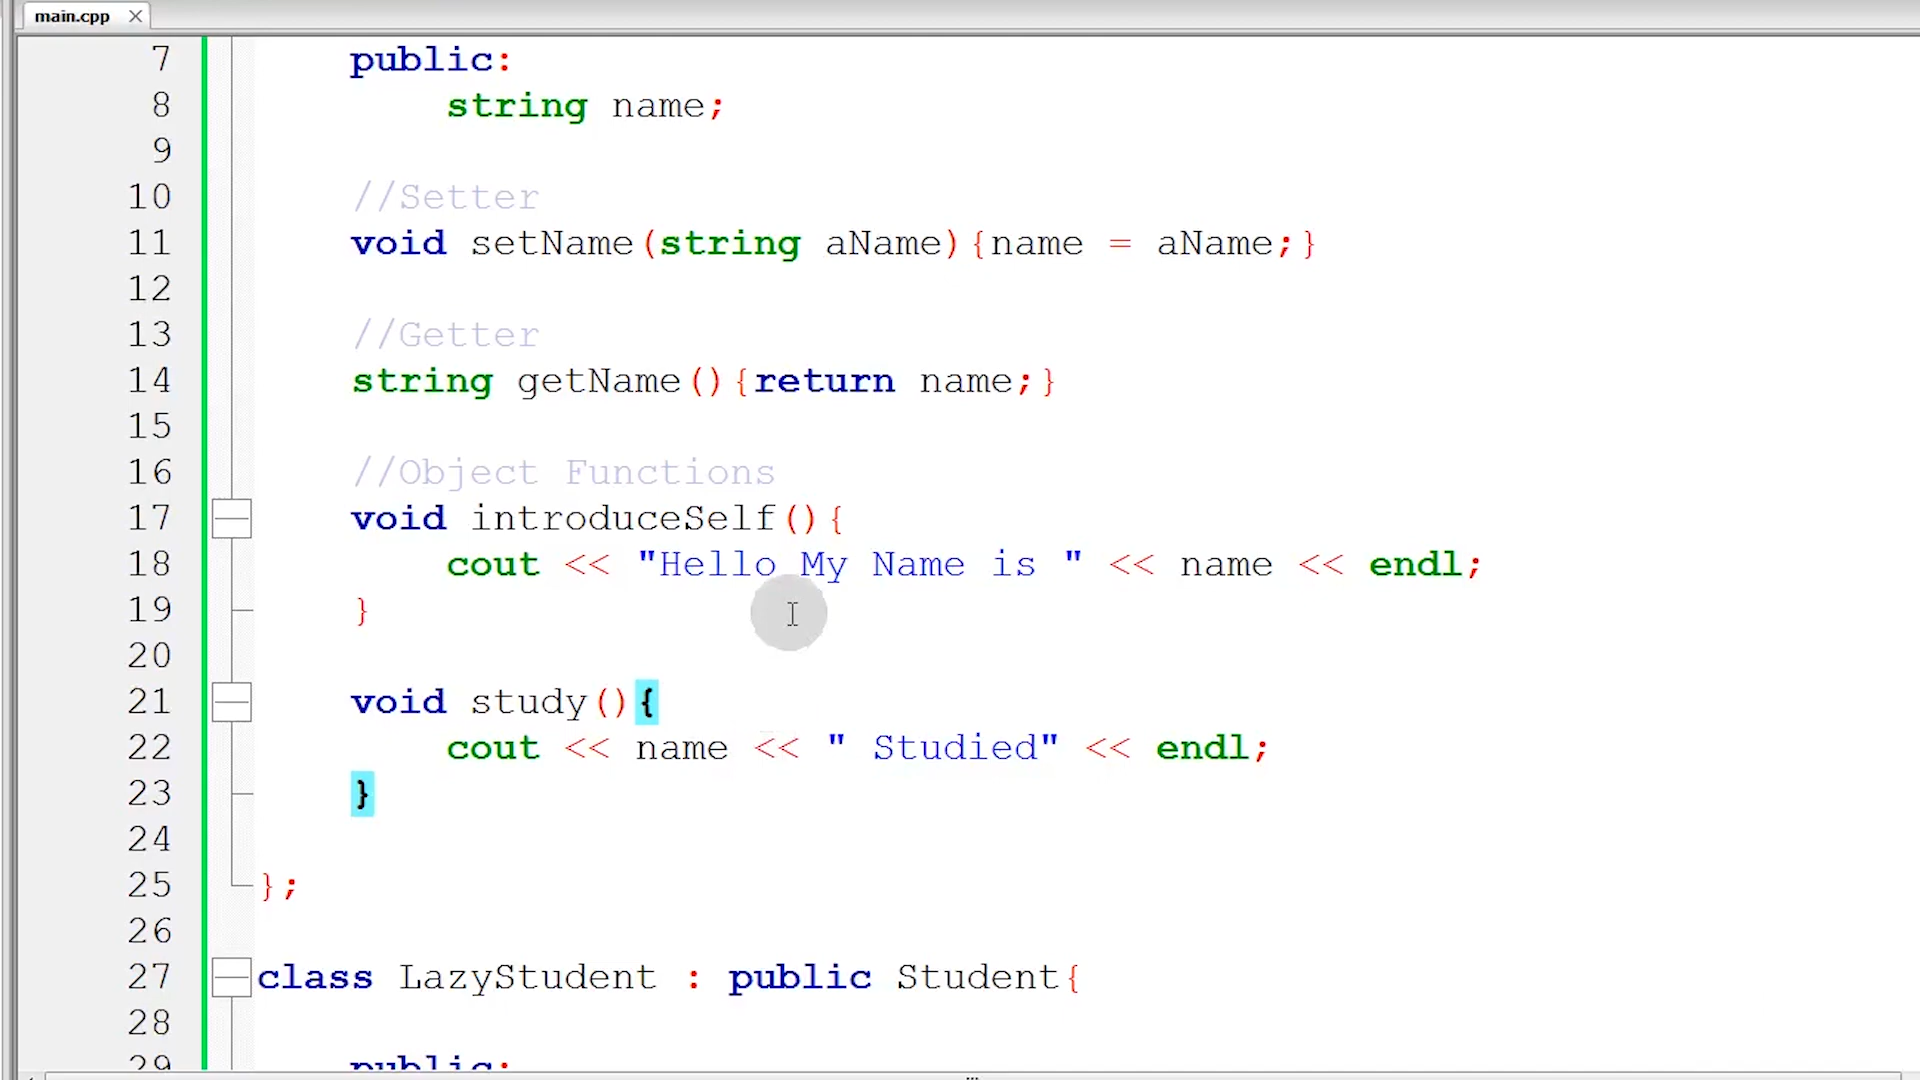 main.cpp
7 public:
8 string name;
9
10 //Setter
11 void setName(string aName){name = aName;}
12
13 //Getter
14 string getName(){return name;}
15
16 //Object Functions
17 void introduceSelf(){
18 cout << "Hello My Name is " << name << endl;
19 }
20
21 void study(){
22 cout << name << " Studied" << endl;
23 }
24
25 };
26
27 class LazyStudent : public Student{
28
29 public: